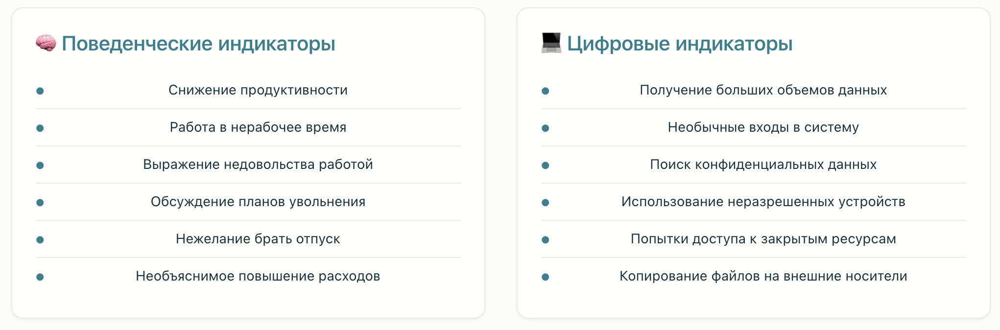 Поведенческие индикаторы
Снижение продуктивности
Работа в нерабочее время
Выражение недовольства работой
Обсуждение планов увольнения
Нежелание брать отпуск
Необъяснимое повышение расходов
Цифровые индикаторы
Получение больших объемов данных
Необычные входы в систему
Поиск конфиденциальных данных
Использование неразрешенных устройств
Попытки доступа к закрытым ресурсам
Копирование файлов на внешние носители